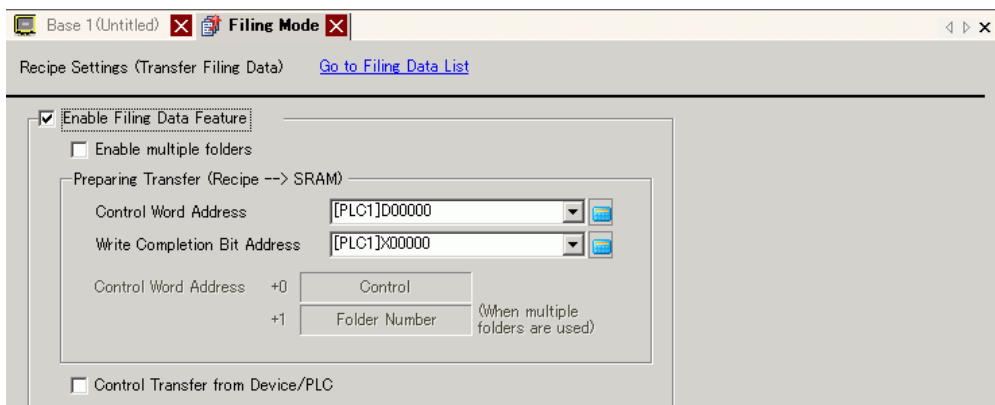 Base 1(Untitled) Filing Mode
Recipe Settings (Transfer Filing Data) Go to Filing Data List
Enable Filing Data Feature
Enable multiple folders
Preparing Transfer (Recipe --> SRAM)
Control Word Address [PLC1]D00000
Write Completion Bit Address [PLC1]X00000
Control Word Address +0 Control
+1 Folder Number (When multiple
folders are used)
Control Transfer from Device/PLC